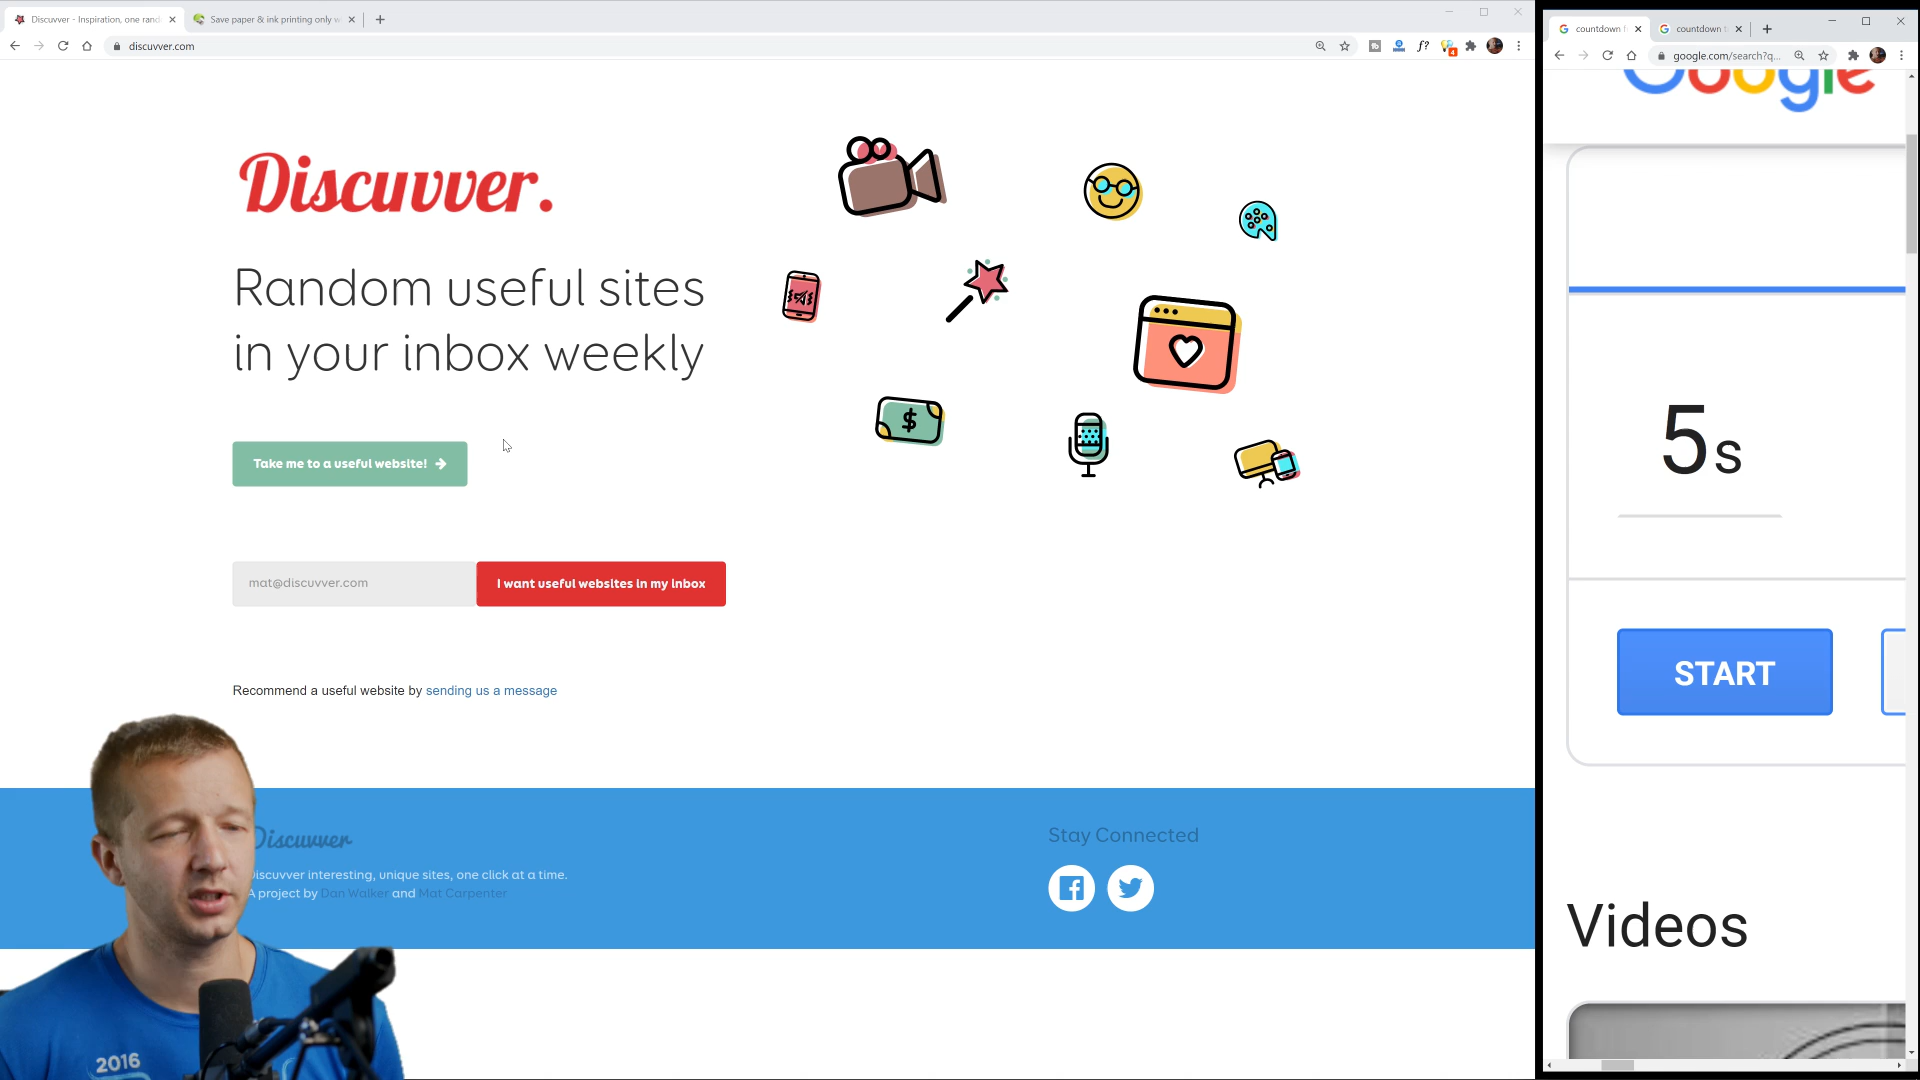 Discuvver - Inspiration, one rand
Save paper & ink printing only w
discuvver.com
f?
4
Discuvver.
Random useful sites
in your inbox weekly
Take me to a useful website!
mat@discuvver.com
I want useful websites in my inbox
Recommend a useful website by sending us a message
$
Discuvver
Discuvver interesting, unique sites, one click at a time.
A project by Dan Walker and Mat Carpenter
Stay Connected
2016
countdown
countdown t
google.com/search?q...
Google
5s
START
Videos